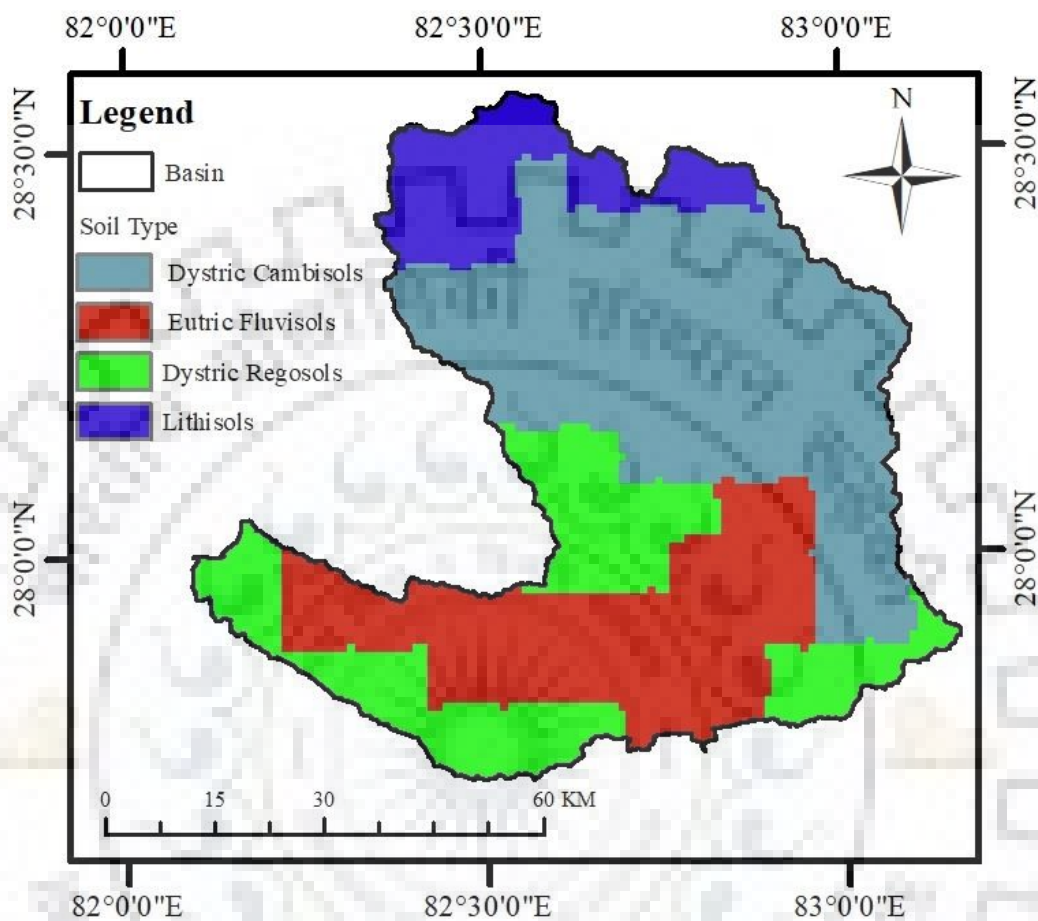 82°0'0"E 82°30'0"E 83°0'0"E
28°30'0"N
28°30'0"N
N
Legend
Basin
Soil Type
Dystric Cambisols
Eutric Fluvisols
Dystric Regosols
Lithisols
28°0'0"N
28°0'0"N
0 15 30 60 KM
82°0'0"E 82°30'0"E 83°0'0"E